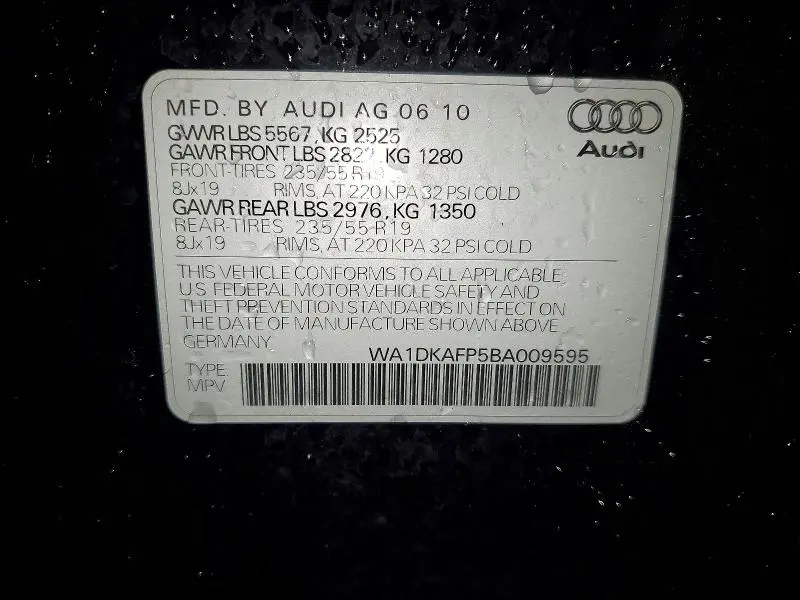 MFD. BY AUDI AG 06 10
GVWR LBS 5567, KG 2525
GAWR FRONT LBS KG 1280
FRONT-TIRES 235/55 R19
8Jx19 RIMS, AT 220 KPA 32 PSI COLD
GAWR REAR LBS 2976, KG 1350
REAR-TIRES 235/55 R19
8Jx19 RIMS, AT 220 KPA 32 PSI COLD
Audi
THIS VEHICLE CONFORMS TO ALL APPLICABLE
U.S. FEDERAL MOTOR VEHICLE SAFETY AND
THEFT PREVENTION STANDARDS IN EFFECT ON
THE DATE OF MANUFACTURE SHOWN ABOVE
GERMANY
WA1DKAFP5BA009595
TYPE
MPV